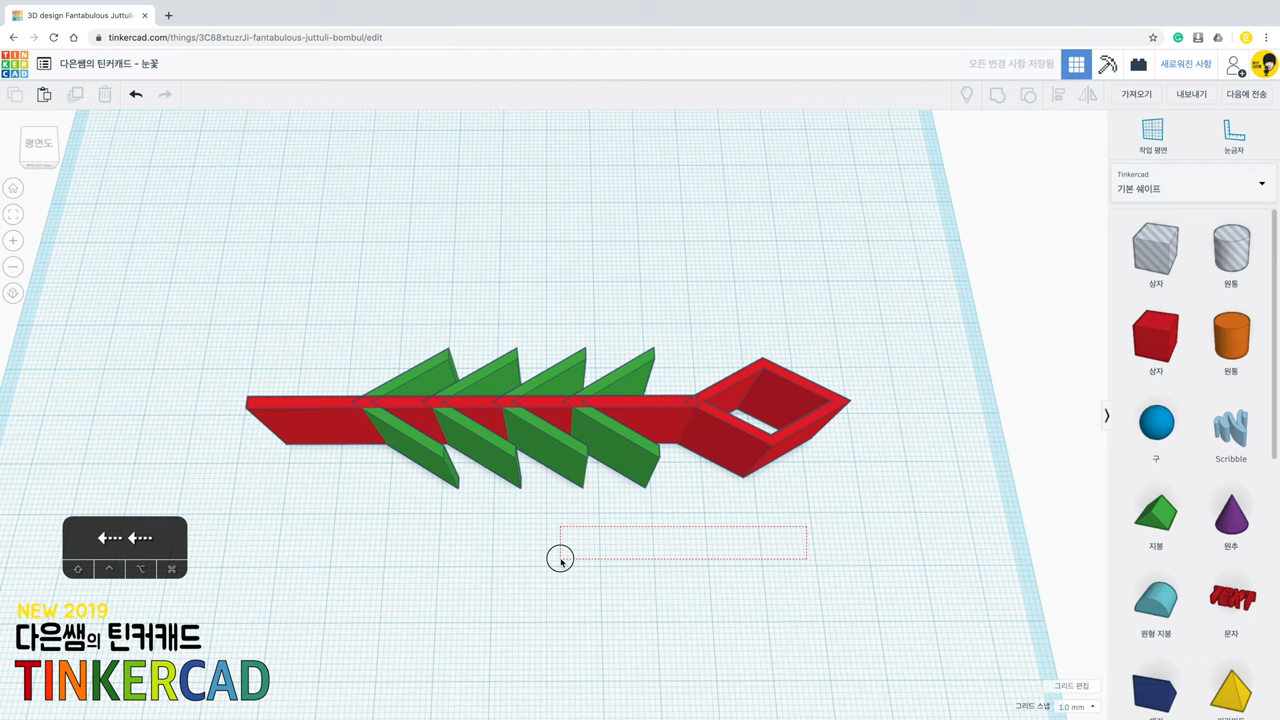 3D design Fantabulous Juttuli-
tinkercad.com/things/3C88xtuzrJi-fantabulous-juttuli-bombul/edit
TIN
KER
CAD
다은쌤의 틴커캐드 - 눈꽃
모든 변경 사항 저장됨
새로워진 사항
가져오기
내보내기
다음에 전송
평면도
작업 평면
눈금자
Tinkercad
기본 쉐이프
상자
원통
상자
원통
구
Scribble
지붕
원추
원형 지붕
문자
그리드 편집
그리드 스냅
1.0 mm
NEW 2019
다은쌤의 틴커캐드
TINKERCAD